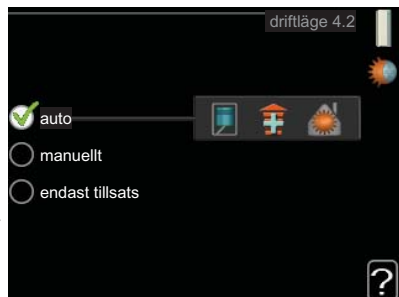 driftläge 4.2
auto
manuellt
endast tillsats
?